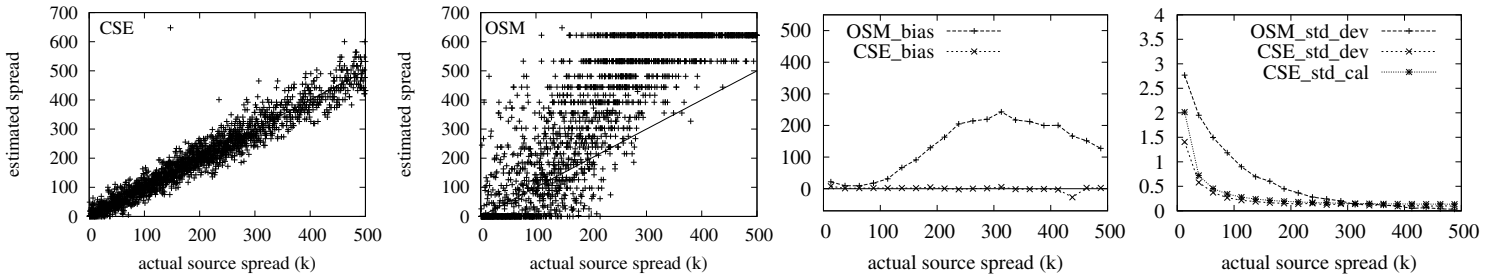 CSE
700
600
500
400
300
200
100
0
0 100 200 300 400 500
estimated spread
actual source spread (k)
OSM
700
600
500
400
300
200
100
0
0 100 200 300 400 500
estimated spread
actual source spread (k)
OSM_bias
CSE_bias
500
400
300
200
100
0
0 100 200 300 400 500
actual source spread (k)
OSM_std_dev
CSE_std_dev
CSE_std_cal
4
3.5
3
2.5
2
1.5
1
0.5
0
0 100 200 300 400 500
actual source spread (k)